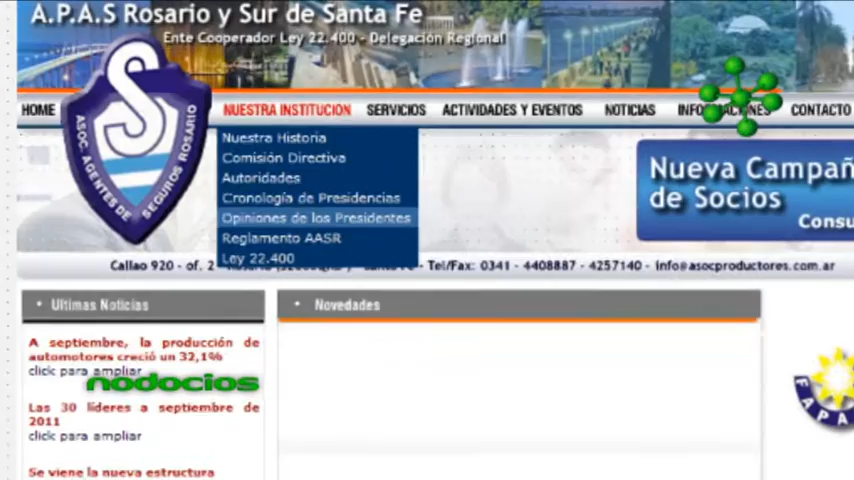 A.P.A.S Rosario y Sur de Santa Fe
Ente Cooperador Ley 22.400 - Delegación Regional
HOME
NUESTRA INSTITUCION
SERVICIOS
ACTIVIDADES Y EVENTOS
NOTICIAS
INFORMACIONES
CONTACTO
S
ASOC. AGENTES DE SEGUROS ROSARIO
Nuestra Historia
Comisión Directiva
Autoridades
Cronología de Presidencias
Opiniones de los Presidentes
Reglamento AASR
Ley 22.400
Nueva Campañ
de Socios
Consu
Callao 920 - of. 2
Tel/Fax: 0341 - 4408887 - 4257140 - info@asocproductores.com.ar
• Ultimas Noticias
• Novedades
A septiembre, la producción de
automotores creció un 32,1%
click para ampliar
nodocios
Las 30 líderes a septiembre de
2011
click para ampliar
Se viene la nueva estructura
FAPA